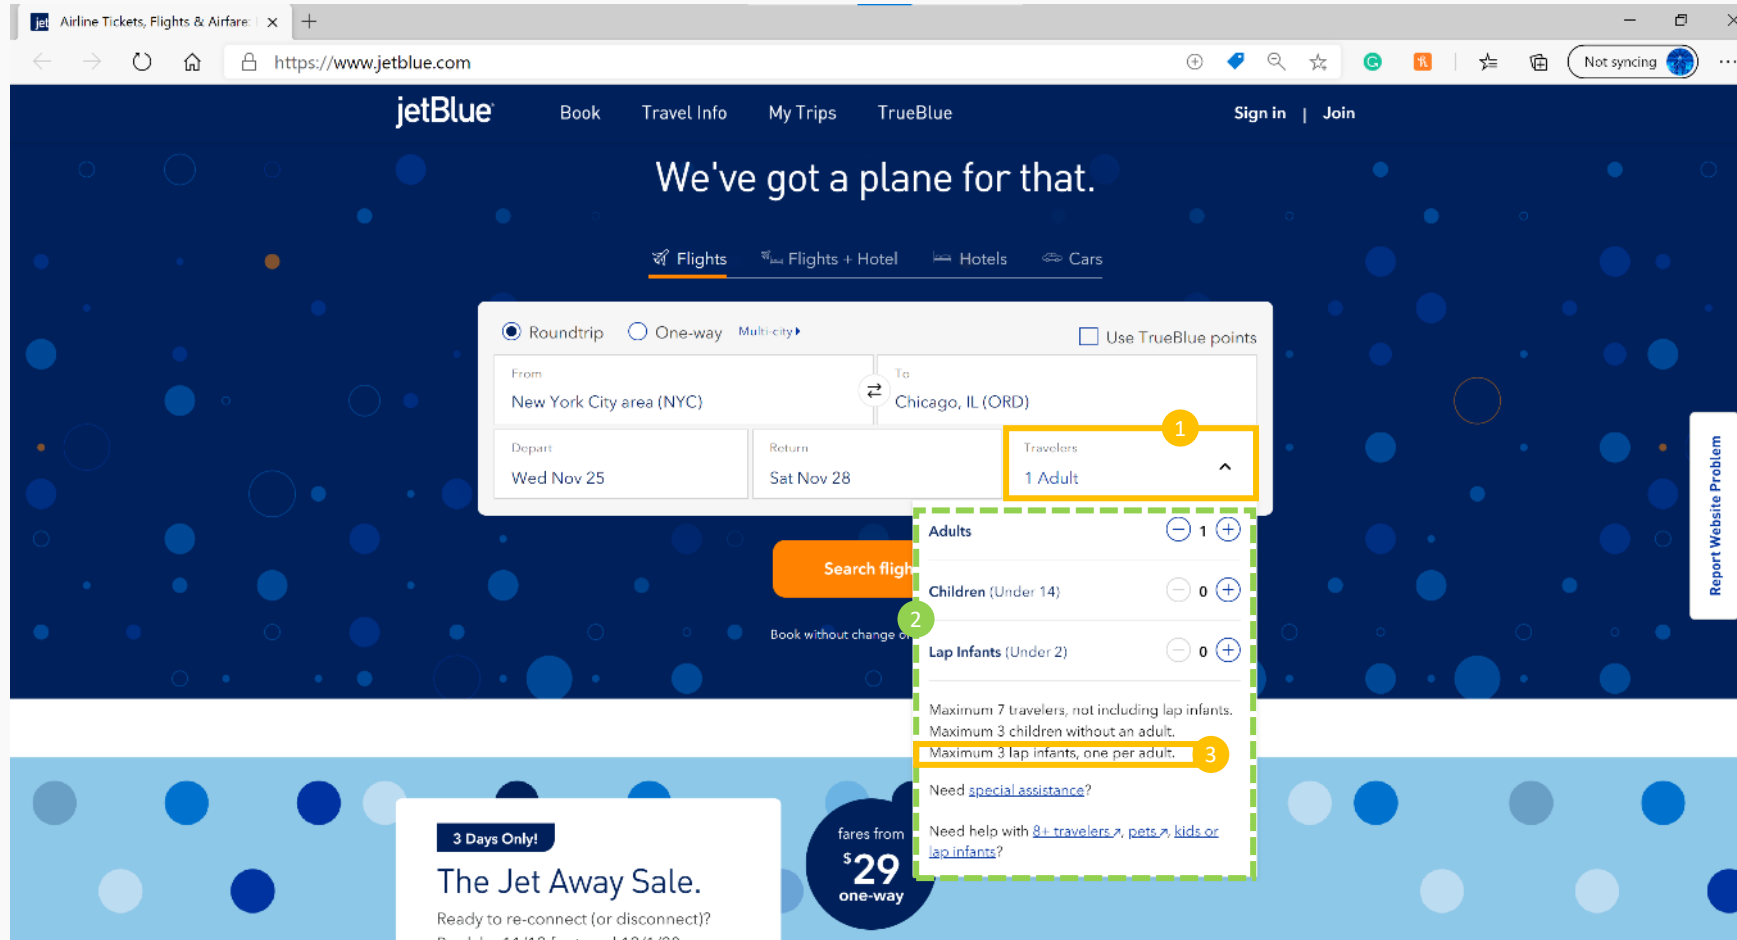 jet Airline Tickets, Flights & Airfare:
https://www.jetblue.com
Not syncing
jetBlue
Book Travel Info My Trips TrueBlue
Sign in | Join
We've got a plane for that.
Flights Flights + Hotel Hotels Cars
Roundtrip One-way Multi-city
Use TrueBlue points
From
New York City area (NYC)
To
Chicago, IL (ORD)
1
Depart
Wed Nov 25
Return
Sat Nov 28
Travelers
1 Adult
Report Website Problem
Search fligh
Book without change
2
Adults 1
Children (Under 14) 0
Lap Infants (Under 2) 0
Maximum 7 travelers, not including lap infants.
Maximum 3 children without an adult.
Maximum 3 lap infants, one per adult.
3
Need special assistance?
Need help with 8+ travelers, pets, kids or
lap infants?
3 Days Only!
The Jet Away Sale.
Ready to re-connect (or disconnect)?
fares from
$29
one-way